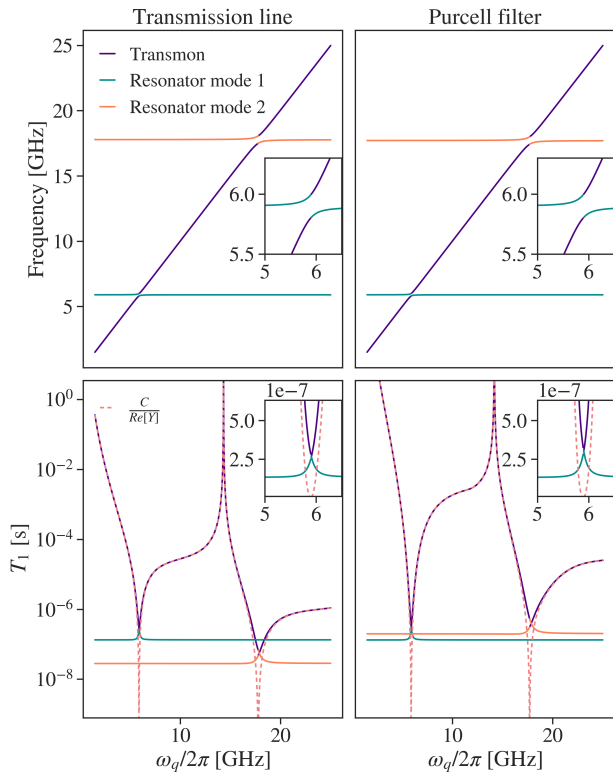 Transmission line
Purcell filter
Frequency [GHz]
25
20
15
10
5
Transmon
Resonator mode 1
Resonator mode 2
6.0
5.5
5
6
6.0
5.5
5
6
T₁ [s]
10⁰
10⁻²
10⁻⁴
10⁻⁶
10⁻⁸
C/Re[Y]
1e-7
5.0
2.5
5
6
1e-7
5.0
2.5
5
6
10
20
10
20
ω_q/2π [GHz]
ω_q/2π [GHz]